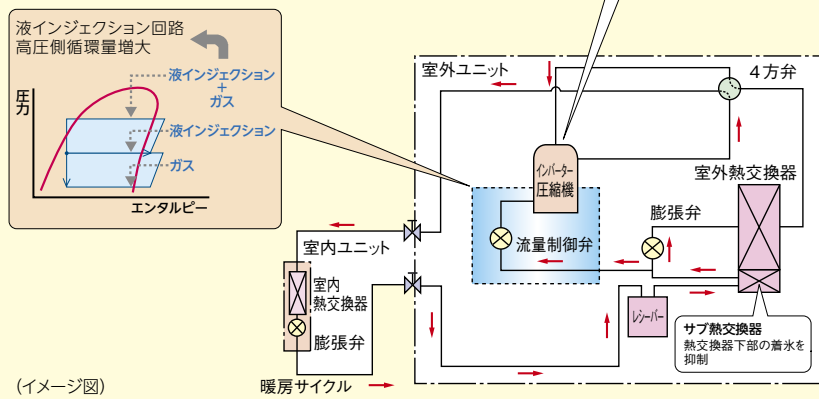 液インジェクション回路
高圧側循環量増大
液インジェクション
+
ガス
圧力
液インジェクション
ガス
エンタルピー
室外ユニット
4方弁
インバーター
圧縮機
室外熱交換器
膨張弁
流量制御弁
室内ユニット
室内
熱交換器
膨張弁
レシーバー
サブ熱交換器
熱交換器下部の着氷を
抑制
(イメージ図)
暖房サイクル